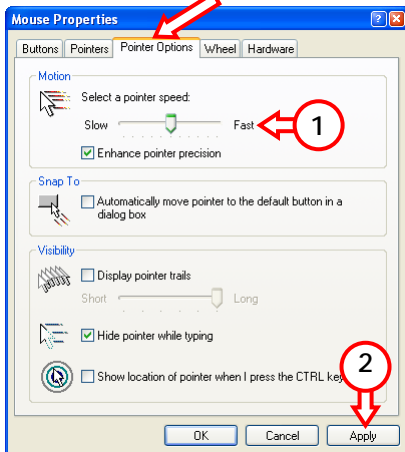 Mouse Properties
Buttons Pointers Pointer Options Wheel Hardware
Motion
Select a pointer speed:
Slow Fast 1
Enhance pointer precision
Snap To
Automatically move pointer to the default button in a
dialog box
Visibility
Display pointer trails
Short Long
Hide pointer while typing
Show location of pointer when I press the CTRL key
2
OK Cancel Apply